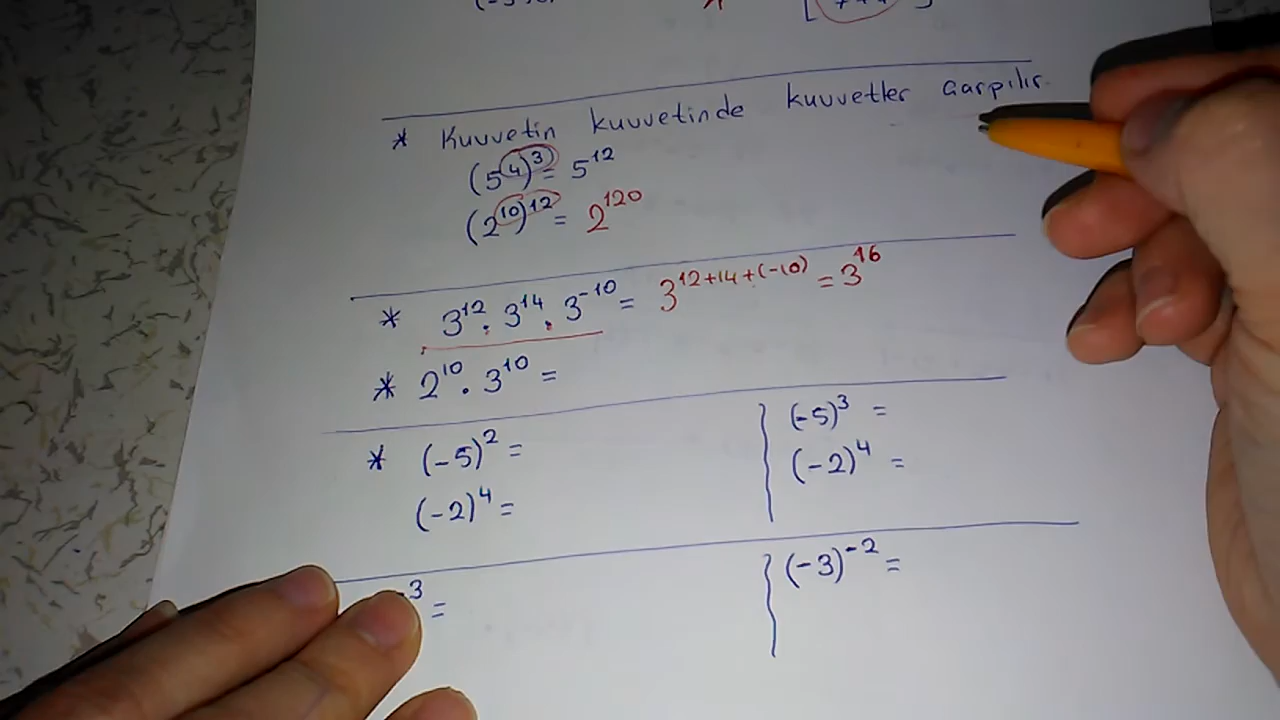 * Kuvvetin kuvvetinde kuvvetler çarpılır.
(5⁴)³ = 5¹²
(2¹⁰)¹² = 2¹²⁰
* 3¹² . 3¹⁴ . 3⁻¹⁰ = 3¹²⁺¹⁴⁺⁽⁻¹⁰⁾ = 3¹⁶
* 2¹⁰ . 3¹⁰ =
* (-5)² =
(-2)⁴ =
(-5)³ =
(-2)⁴ =
⁻³ =
(-3)⁻² =